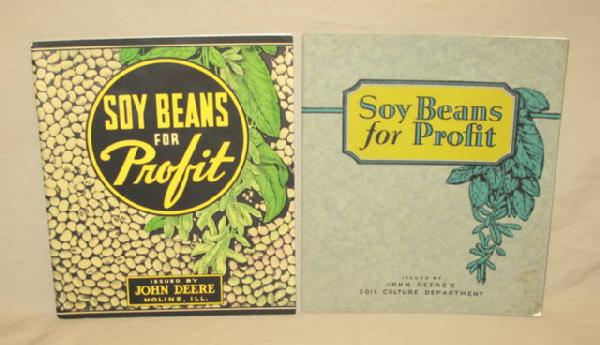 SOY BEANS
FOR
Profit
ISSUED BY
JOHN DEERE
MOLINE, ILL.
Soy Beans
for Profit
ISSUED BY
JOHN DEERE'S
SOIL CULTURE DEPARTMENT